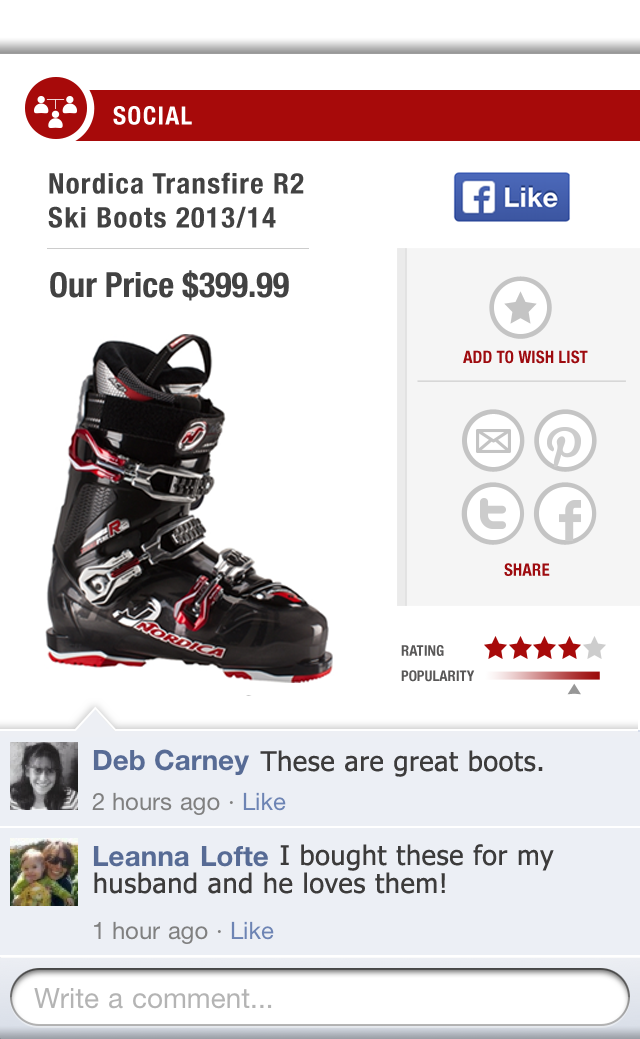 SOCIAL
Nordica Transfire R2
Ski Boots 2013/14
Like
Our Price $399.99
ADD TO WISH LIST
SHARE
R
NORDICA
RATING
POPULARITY
Deb Carney These are great boots.
2 hours ago · Like
Leanna Lofte I bought these for my
husband and he loves them!
1 hour ago · Like
Write a comment...